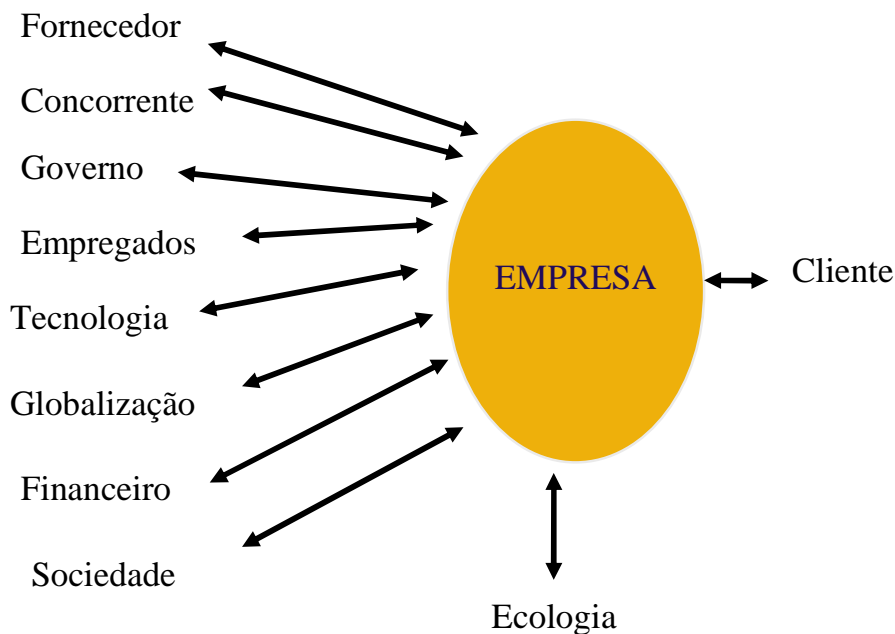 Fornecedor
Concorrente
Governo
Empregados
EMPRESA
Cliente
Tecnologia
Globalização
Financeiro
Sociedade
Ecologia